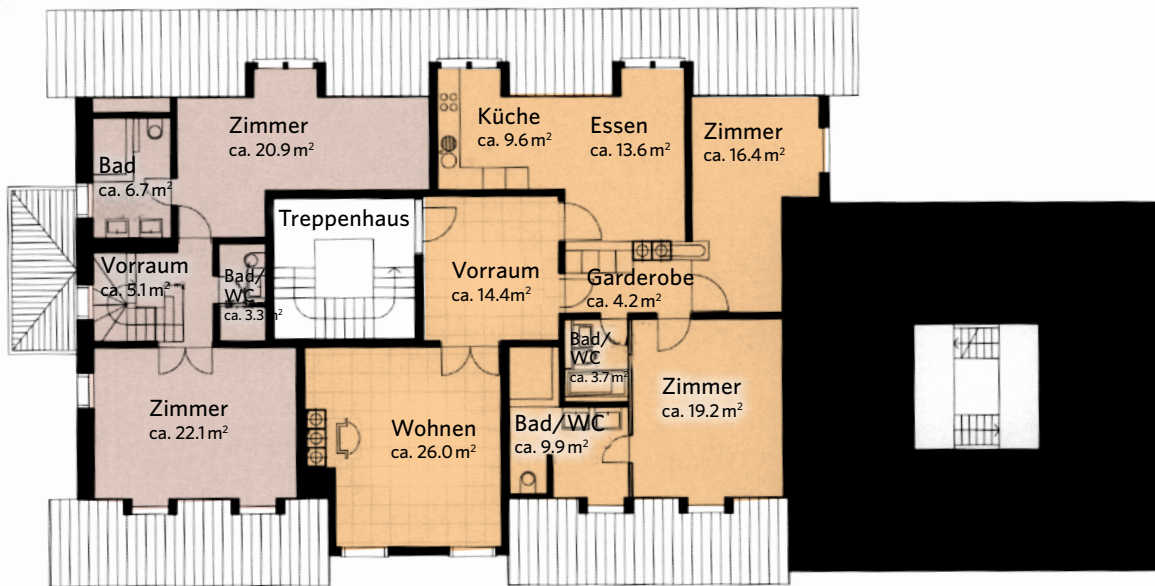 Zimmer
ca. 20.9 m²
Küche
ca. 9.6 m²
Essen
ca. 13.6 m²
Zimmer
ca. 16.4 m²
Bad
ca. 6.7 m²
Treppenhaus
Vorraum
ca. 5.1 m²
Bad/
WC
ca. 3.3 m²
Vorraum
ca. 14.4 m²
Garderobe
ca. 4.2 m²
Bad/
WC
ca. 3.7 m²
Zimmer
ca. 22.1 m²
Wohnen
ca. 26.0 m²
Bad/WC
ca. 9.9 m²
Zimmer
ca. 19.2 m²